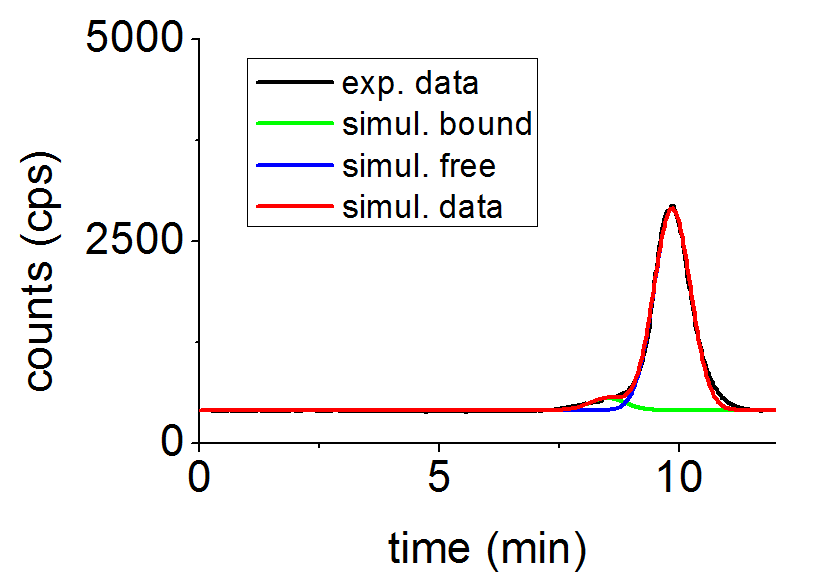 5000
exp. data
simul. bound
simul. free
simul. data
2500
counts (cps)
0
0
5
10
time (min)